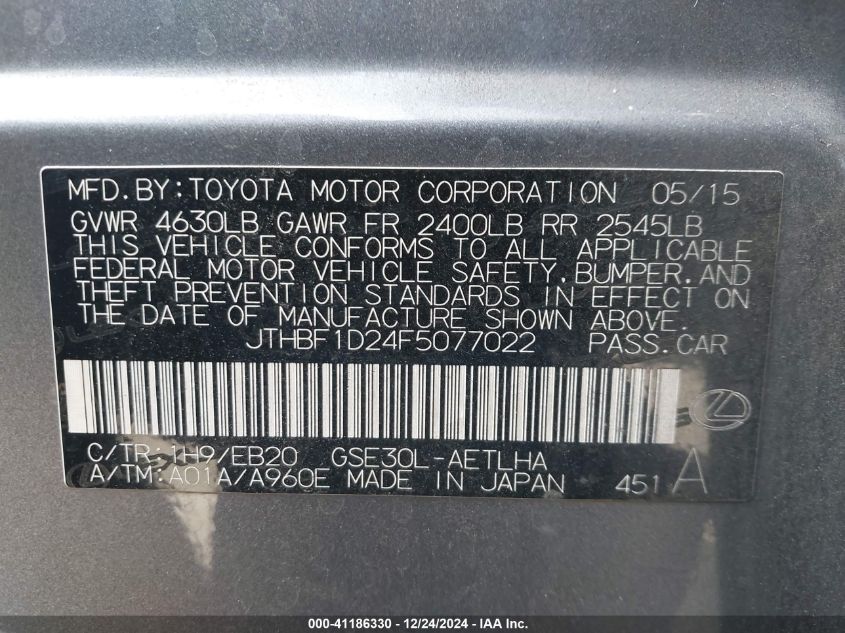 MFD.BY:TOYOTA MOTOR CORPORATION 05/15
GVWR 4630LB GAWR FR 2400LB RR 2545LB
THIS VEHICLE CONFORMS TO ALL APPLICABLE
FEDERAL MOTOR VEHICLE SAFETY,BUMPER,AND
THEFT PREVENTION STANDARDS IN EFFECT ON
THE DATE OF MANUFACTURE SHOWN ABOVE.
JTHBF1D24F5077022 PASS.CAR
C/TR:1H9/EB20 GSE30L-AETLHA
A/TM:A01A/A960E MADE IN JAPAN 451 A
000-41186330 - 12/24/2024 - IAA Inc.